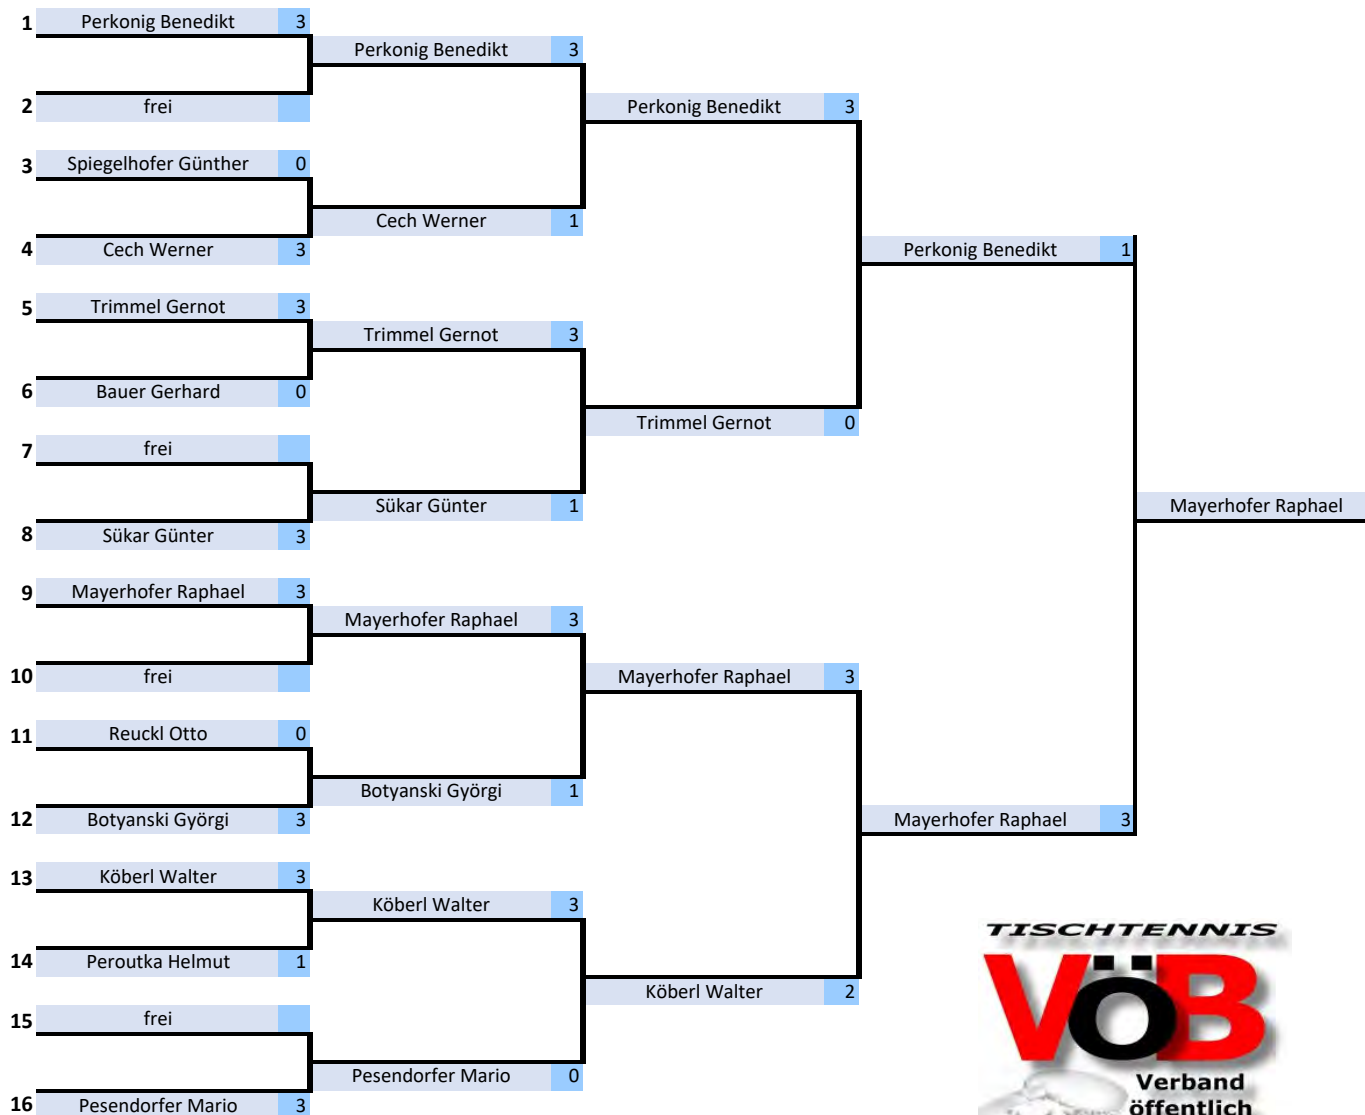 1 Perkonig Benedikt 3
Perkonig Benedikt 3
2 frei
Perkonig Benedikt 3
3 Spiegelhofer Günther 0
Cech Werner 1
4 Cech Werner 3
Perkonig Benedikt 1
5 Trimmel Gernot 3
Trimmel Gernot 3
6 Bauer Gerhard 0
Trimmel Gernot 0
7 frei
Sükar Günter 1
Mayerhofer Raphael
8 Sükar Günter 3
9 Mayerhofer Raphael 3
Mayerhofer Raphael 3
10 frei
Mayerhofer Raphael 3
11 Reuckl Otto 0
Botyanski Györgi 1
12 Botyanski Györgi 3
Mayerhofer Raphael 3
13 Köberl Walter 3
Köberl Walter 3
14 Peroutka Helmut 1
Köberl Walter 2
15 frei
Pesendorfer Mario 0
16 Pesendorfer Mario 3
TISCHTENNIS
VöB
Verband
öffentlich